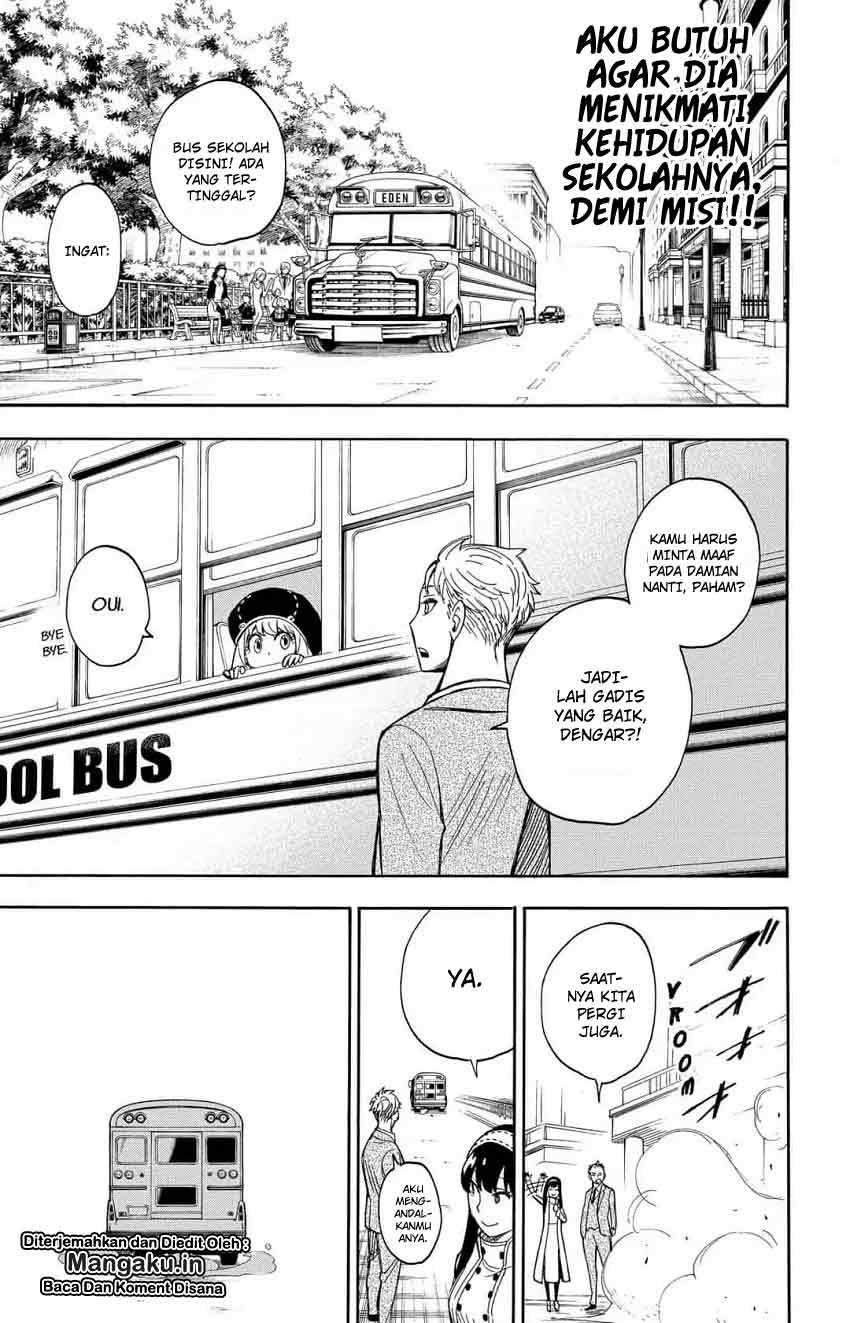 AKU BUTUH
AGAR DIA
MENIKMATI
KEHIDUPAN
SEKOLAHNYA,
DEMI MISI!!
BUS SEKOLAH
DISINI! ADA
YANG TER-
TINGGAL?
EDEN
INGAT:
KAMU HARUS
MINTA MAAF
PADA DAMIAN
NANTI, PAHAM?
JADI-
LAH GADIS
YANG BAIK,
DENGAR?!
OUI.
BYE
BYE.
OOL BUS
ブオオ
VROOM
SAAT-
NYA KITA
PERGI
JUGA.
YA.
AKU
MENG-
ANDAL-
KANMU
ANYA.
Diterjemahkan dan Diedit Oleh :
Mangaku.in
Baca Dan Koment Disana